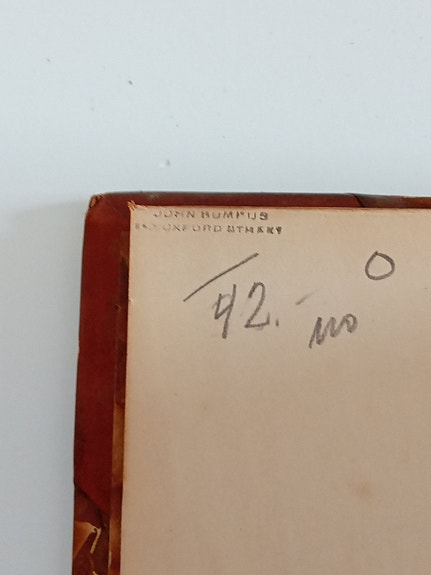 JOHN BUMPUS
OXFORD STREET
O
42.-